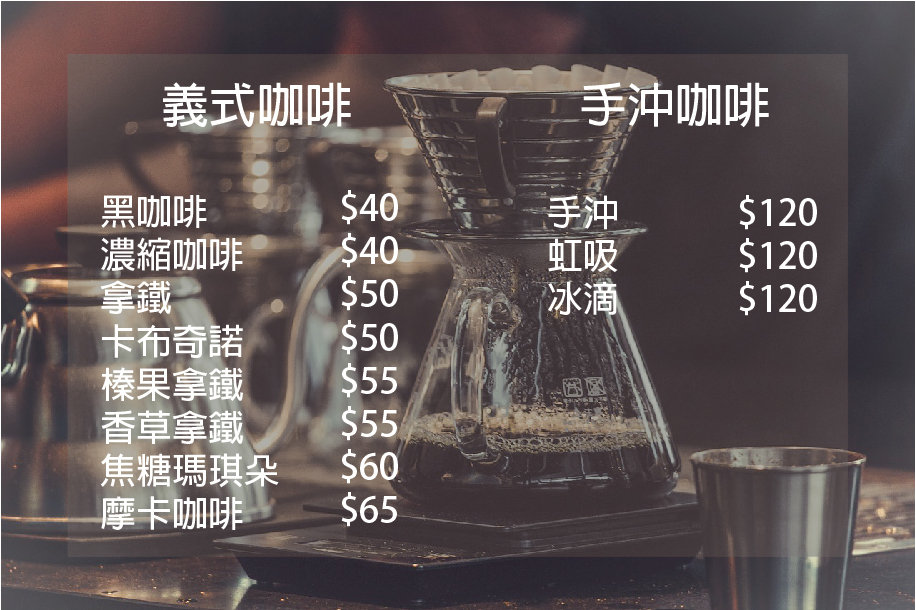 義式咖啡
黑咖啡 $40
濃縮咖啡 $40
拿鐵 $50
卡布奇諾 $50
榛果拿鐵 $55
香草拿鐵 $55
焦糖瑪琪朵 $60
摩卡咖啡 $65
手沖咖啡
手沖 $120
虹吸 $120
冰滴 $120